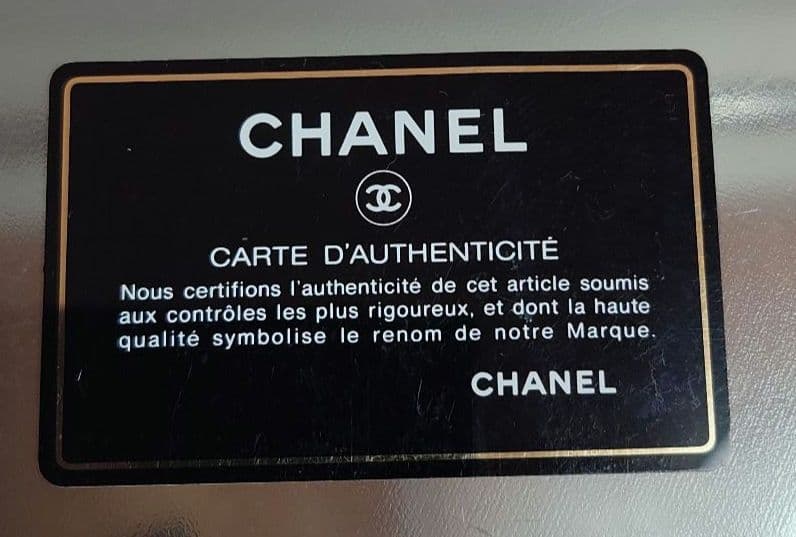 CHANEL
CARTE D'AUTHENTICITÉ
Nous certifions l'authenticité de cet article soumis
aux contrôles les plus rigoureux, et dont la haute
qualité symbolise le renom de notre Marque.
CHANEL